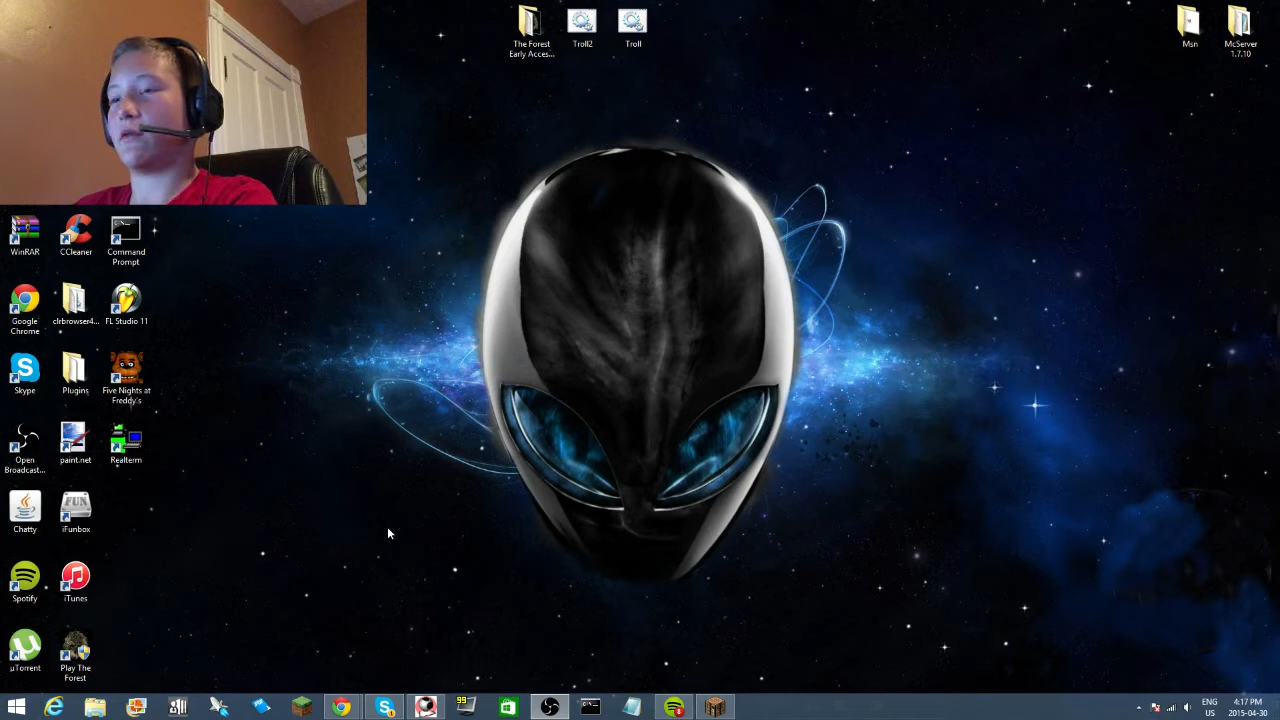 The Forest
Early Acces...
Troll2
Troll
Msn
McServer
1.7.10
WinRAR
CCleaner
Command
Prompt
Google
Chrome
clrbrowser4...
FL Studio 11
Skype
Plugins
Five Nights at
Freddy's
Open
Broadcast...
paint.net
Realterm
Chatty
FUN
iFunbox
Spotify
iTunes
µTorrent
Play The
Forest
99
ENG
US
4:17 PM
2015-04-30